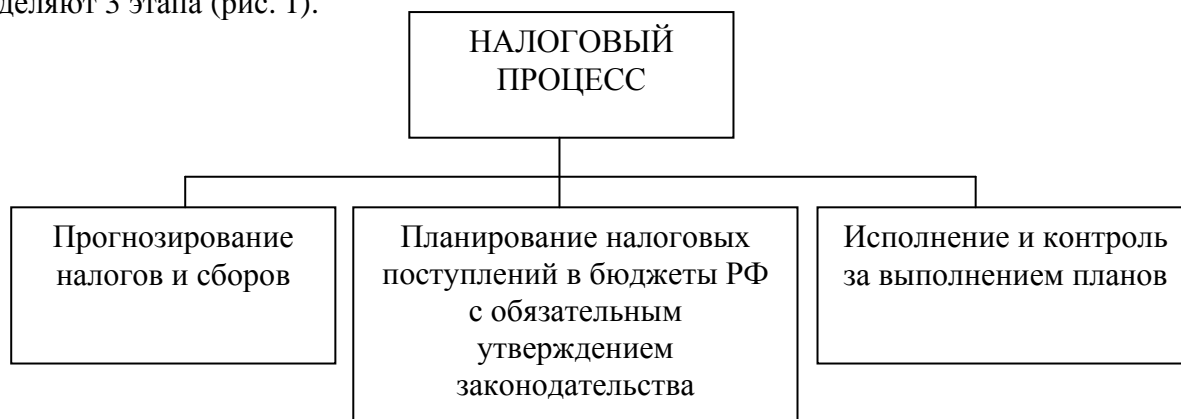 деляют 3 этапа (рис. 1).
НАЛОГОВЫЙ
ПРОЦЕСС
Прогнозирование
налогов и сборов
Планирование налоговых
поступлений в бюджеты РФ
с обязательным
утверждением
законодательства
Исполнение и контроль
за выполнением планов